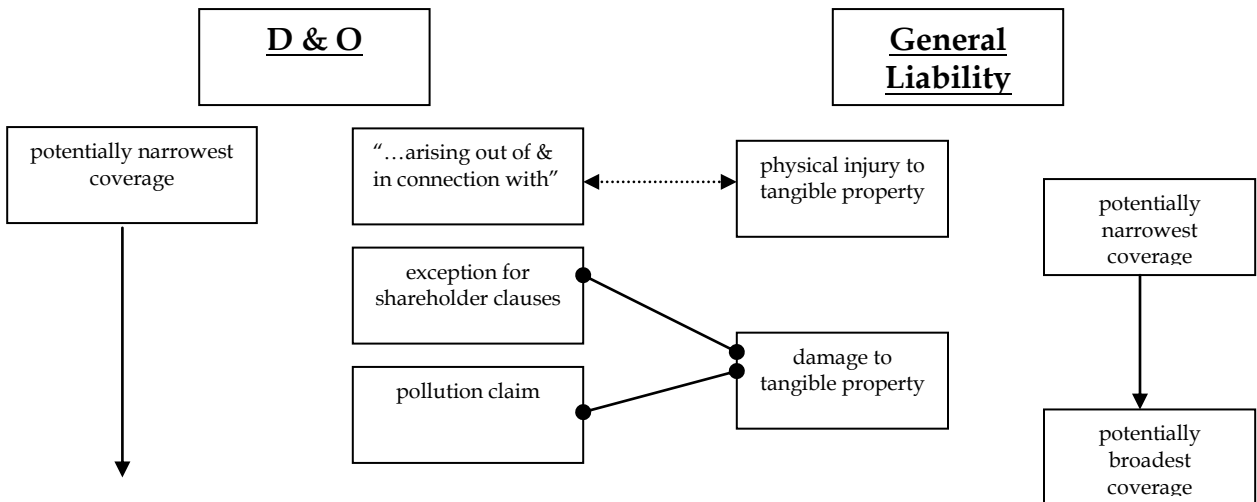 D & O
General
Liability
potentially narrowest
coverage
“…arising out of &
in connection with”
physical injury to
tangible property
potentially
narrowest
coverage
exception for
shareholder clauses
damage to
tangible property
pollution claim
potentially
broadest
coverage